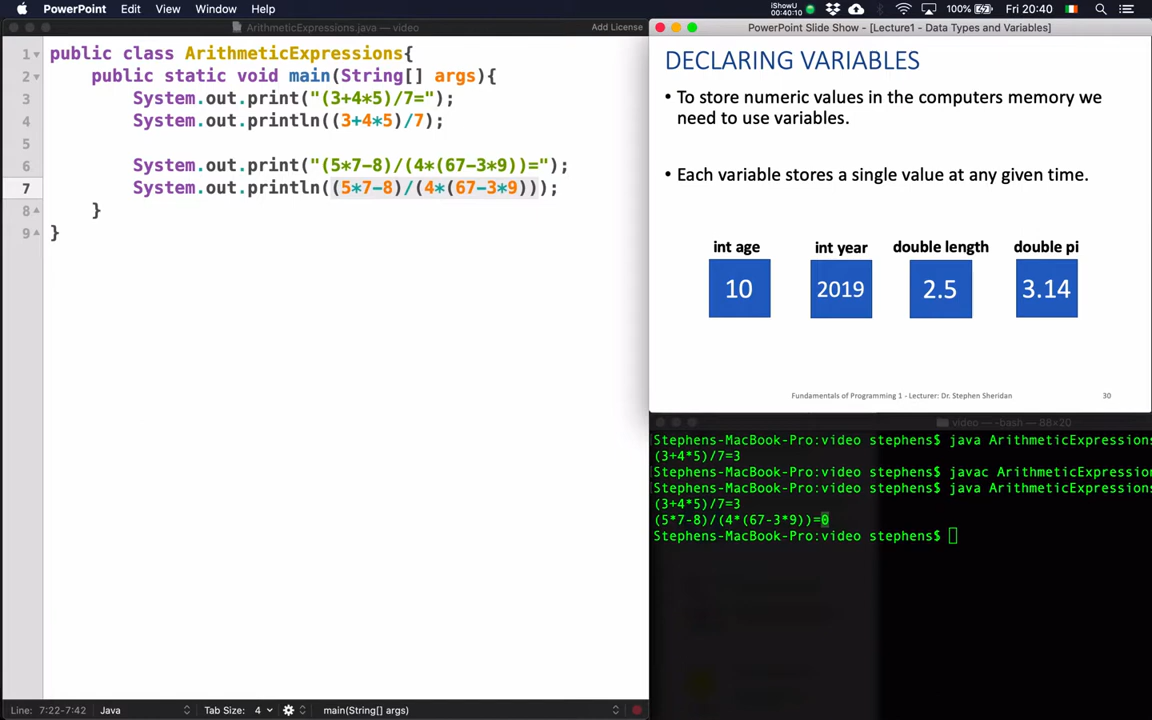 PowerPoint Edit View Window Help
iShowU
00:40:10
100% Fri 20:40
ArithmeticExpressions.java — video
Add License
1 public class ArithmeticExpressions{
2 public static void main(String[] args){
3 System.out.print("(3+4*5)/7=");
4 System.out.println((3+4*5)/7);
5
6 System.out.print("(5*7-8)/(4*(67-3*9))=");
7 System.out.println((5*7-8)/(4*(67-3*9)));
8 }
9 }
Line: 7:22-7:42 Java Tab Size: 4 main(String[] args)
PowerPoint Slide Show - [Lecture1 - Data Types and Variables]
DECLARING VARIABLES
• To store numeric values in the computers memory we
need to use variables.
• Each variable stores a single value at any given time.
int age int year double length double pi
10 2019 2.5 3.14
Fundamentals of Programming 1 - Lecturer: Dr. Stephen Sheridan 30
video — -bash — 88×20
Stephens-MacBook-Pro:video stephens$ java ArithmeticExpressions
(3+4*5)/7=3
Stephens-MacBook-Pro:video stephens$ javac ArithmeticExpression
Stephens-MacBook-Pro:video stephens$ java ArithmeticExpressions
(3+4*5)/7=3
(5*7-8)/(4*(67-3*9))=0
Stephens-MacBook-Pro:video stephens$